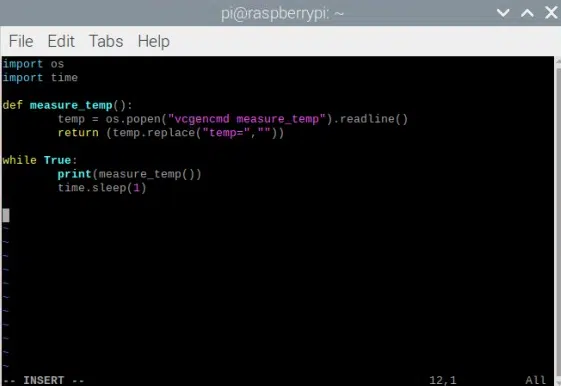 pi@raspberrypi: ~
File Edit Tabs Help
import os
import time

def measure_temp():
        temp = os.popen("vcgencmd measure_temp").readline()
        return (temp.replace("temp=",""))

while True:
        print(measure_temp())
        time.sleep(1)

~
~
~
~
~
~
~
~
~
~
~
-- INSERT -- 12,1 All